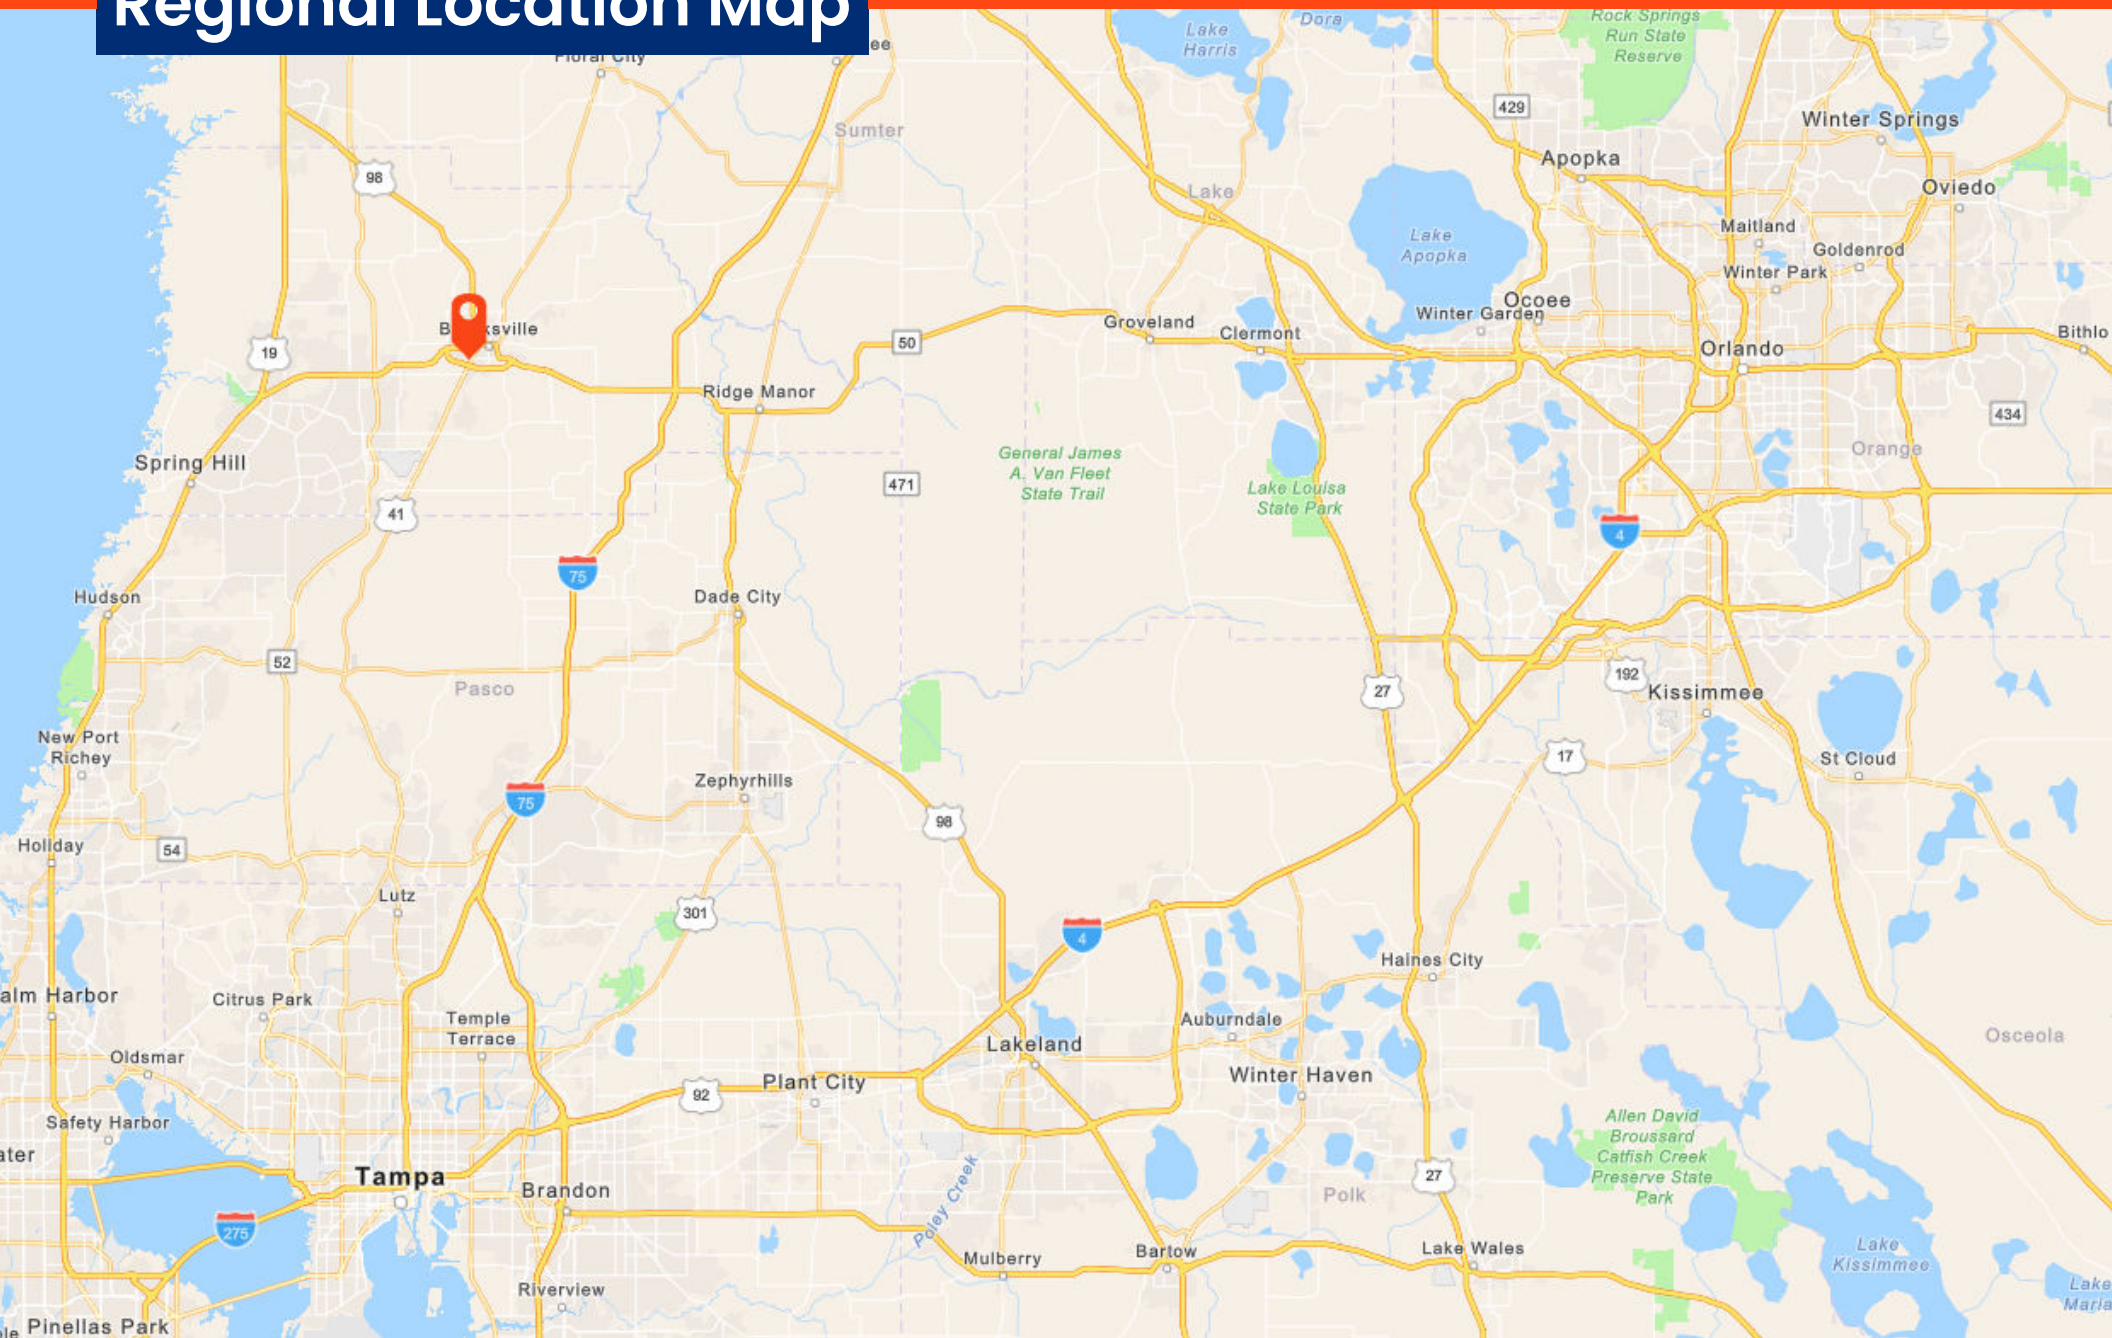 Regional Location Map
Floral City
ee
Lake
Harris
Dora
Rock Springs
Run State
Reserve
429
Winter Springs
Sumter
Apopka
98
Lake
Oviedo
Maitland
Lake
Apopka
Goldenrod
Winter Park
Ocoee
Winter Garden
Groveland
Clermont
Bithlo
50
Orlando
19
Ridge Manor
434
Orange
General James
A. Van Fleet
State Trail
Spring Hill
471
Lake Louisa
State Park
41
4
75
Hudson
Dade City
52
192
Pasco
27
Kissimmee
New Port
Richey
17
St Cloud
Zephyrhills
75
98
Holiday
54
Lutz
301
4
Haines City
alm Harbor
Citrus Park
Temple
Terrace
Auburndale
Osceola
Lakeland
Oldsmar
Plant City
Winter Haven
92
Safety Harbor
Allen David
Broussard
Catfish Creek
Preserve State
Park
ater
Tampa
27
Brandon
Polk
Poley Creek
275
Mulberry
Bartow
Lake Wales
Lake
Kissimmee
Riverview
Lake
Maria
Pinellas Park